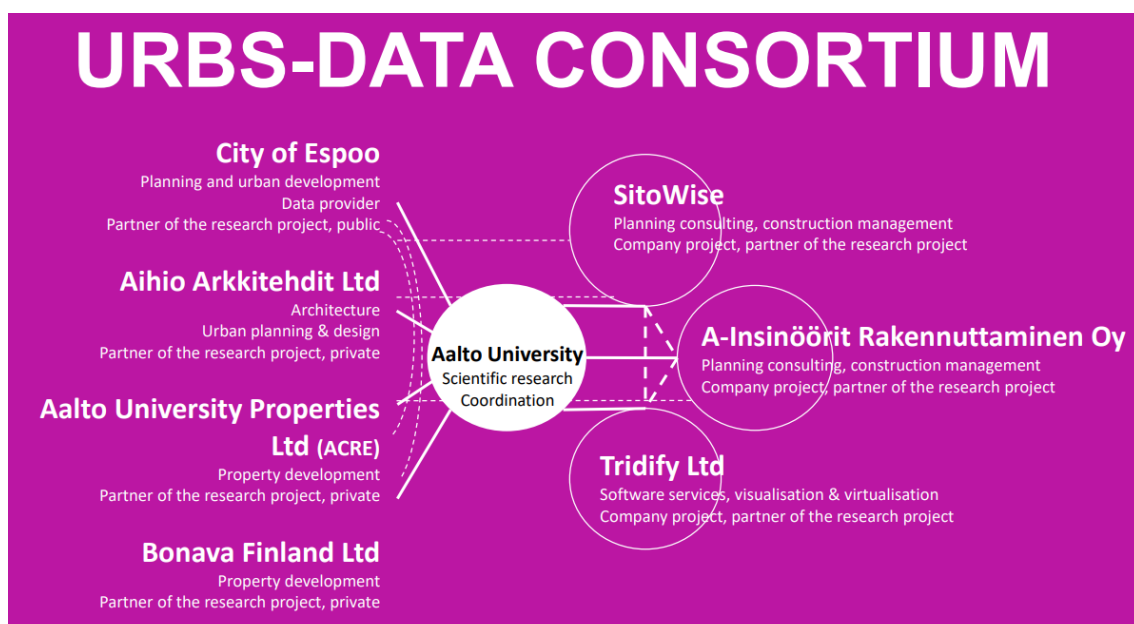 URBS-DATA CONSORTIUM
City of Espoo
Planning and urban development
Data provider
Partner of the research project, public
Aihio Arkkitehdit Ltd
Architecture
Urban planning & design
Partner of the research project, private
Aalto University Properties
Ltd (ACRE)
Property development
Partner of the research project, private
Bonava Finland Ltd
Property development
Partner of the research project, private
Aalto University
Scientific research
Coordination
SitoWise
Planning consulting, construction management
Company project, partner of the research project
A-Insinöörit Rakennuttaminen Oy
Planning consulting, construction management
Company project, partner of the research project
Tridify Ltd
Software services, visualisation & virtualisation
Company project, partner of the research project